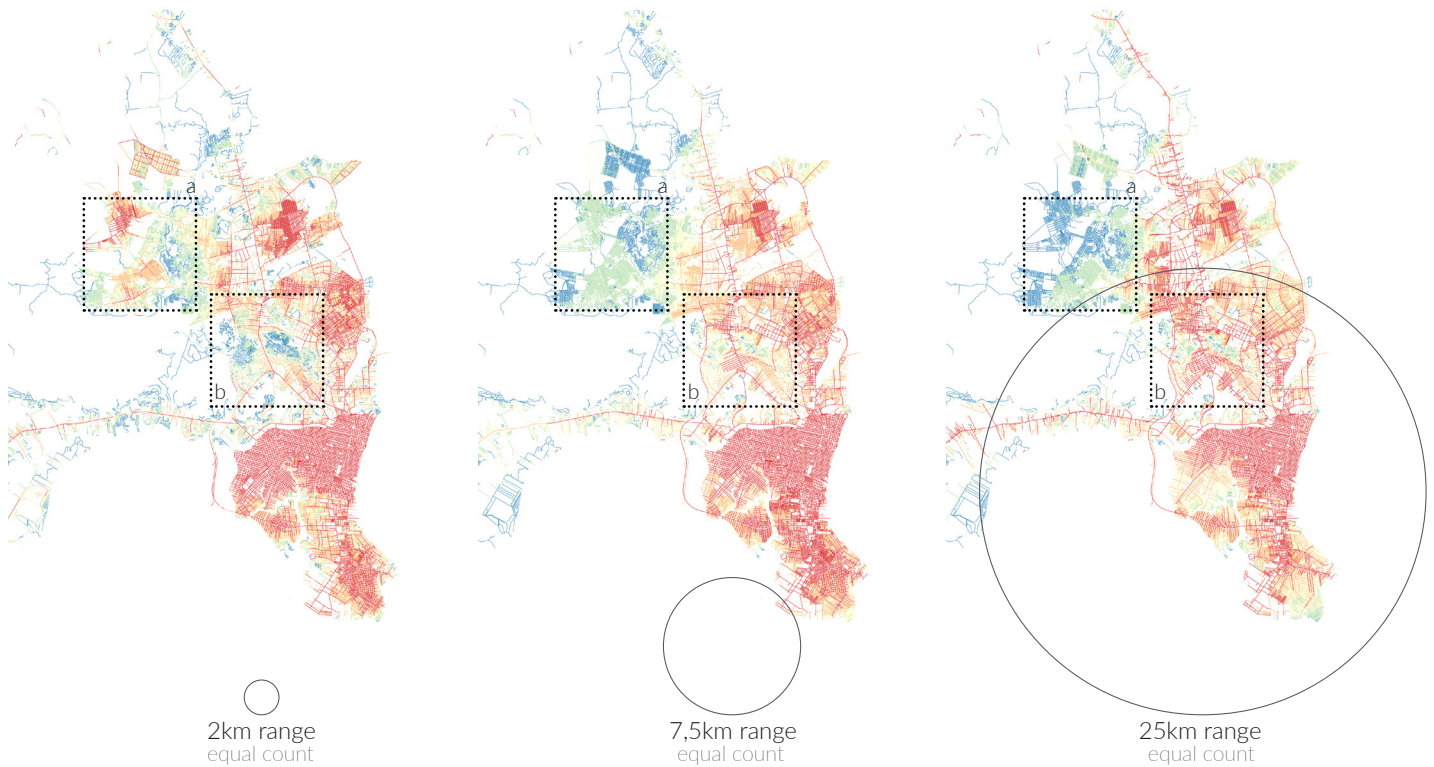 a
a
a
b
b
b
2km range
equal count
7,5km range
equal count
25km range
equal count